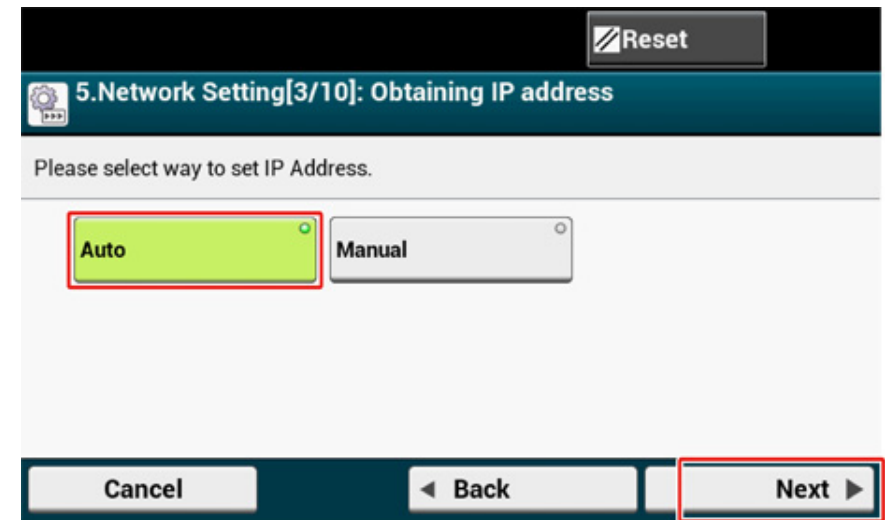 Reset
5.Network Setting[3/10]: Obtaining IP address
Please select way to set IP Address.
Auto Manual
Cancel ◀ Back Next ▶